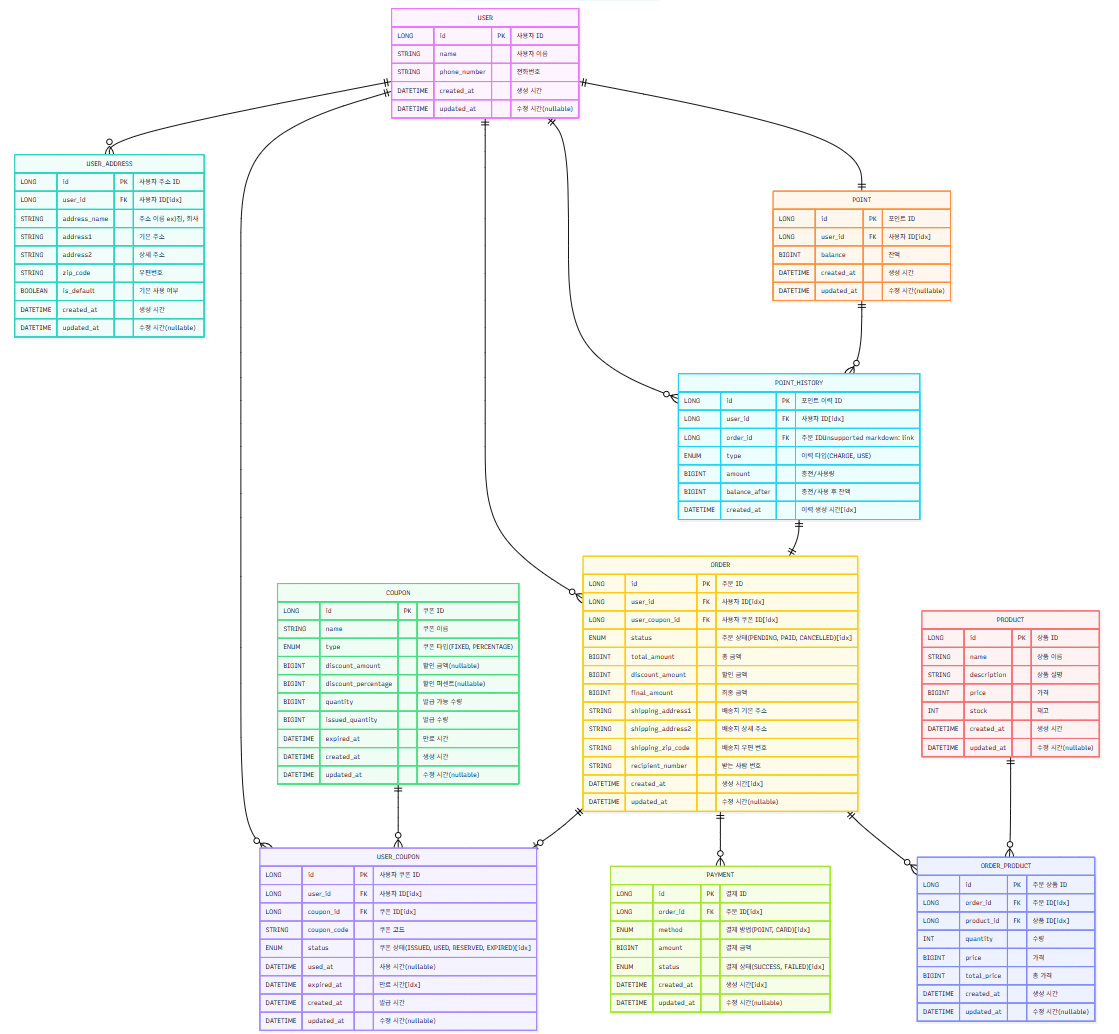 USER
LONG id PK 사용자 ID
STRING name 사용자 이름
STRING phone_number 전화번호
DATETIME created_at 생성 시간
DATETIME updated_at 수정 시간(nullable)
USER_ADDRESS
LONG id PK 사용자 주소 ID
LONG user_id FK 사용자 ID[idx]
STRING address_name 주소 이름 ex)집, 회사
STRING address1 기본 주소
STRING address2 상세 주소
STRING zip_code 우편번호
BOOLEAN is_default 기본 사용 여부
DATETIME created_at 생성 시간
DATETIME updated_at 수정 시간(nullable)
POINT
LONG id PK 포인트 ID
LONG user_id FK 사용자 ID[idx]
BIGINT balance 잔액
DATETIME created_at 생성 시간
DATETIME updated_at 수정 시간(nullable)
POINT_HISTORY
LONG id PK 포인트 이력 ID
LONG user_id FK 사용자 ID[idx]
LONG order_id FK 주문 IDUnsupported markdown: link
ENUM type 이력 타입(CHARGE, USE)
BIGINT amount 충전/사용량
BIGINT balance_after 충전/사용 후 잔액
DATETIME created_at 이력 생성 시간[idx]
ORDER
LONG id PK 주문 ID
LONG user_id FK 사용자 ID[idx]
LONG user_coupon_id FK 사용자 쿠폰 ID[idx]
ENUM status 주문 상태(PENDING, PAID, CANCELLED)[idx]
BIGINT total_amount 총 금액
BIGINT discount_amount 할인 금액
BIGINT final_amount 최종 금액
STRING shipping_address1 배송지 기본 주소
STRING shipping_address2 배송지 상세 주소
STRING shipping_zip_code 배송지 우편 번호
STRING recipient_number 받는 사람 번호
DATETIME created_at 생성 시간[idx]
DATETIME updated_at 수정 시간(nullable)
COUPON
LONG id PK 쿠폰 ID
STRING name 쿠폰 이름
ENUM type 쿠폰 타입(FIXED, PERCENTAGE)
BIGINT discount_amount 할인 금액(nullable)
BIGINT discount_percentage 할인 퍼센트(nullable)
BIGINT quantity 발급 가능 수량
BIGINT issued_quantity 발급 수량
DATETIME expired_at 만료 시간
DATETIME created_at 생성 시간
DATETIME updated_at 수정 시간(nullable)
PRODUCT
LONG id PK 상품 ID
STRING name 상품 이름
STRING description 상품 설명
BIGINT price 가격
INT stock 재고
DATETIME created_at 생성 시간
DATETIME updated_at 수정 시간(nullable)
USER_COUPON
LONG id PK 사용자 쿠폰 ID
LONG user_id FK 사용자 ID[idx]
LONG coupon_id FK 쿠폰 ID[idx]
STRING coupon_code 쿠폰 코드
ENUM status 쿠폰 상태(ISSUED, USED, RESERVED, EXPIRED)[idx]
DATETIME used_at 사용 시간(nullable)
DATETIME expired_at 만료 시간[idx]
DATETIME created_at 발급 시간
DATETIME updated_at 수정 시간(nullable)
PAYMENT
LONG id PK 결제 ID
LONG order_id FK 주문 ID[idx]
ENUM method 결제 방법(POINT, CARD)[idx]
BIGINT amount 결제 금액
ENUM status 결제 상태(SUCCESS, FAILED)[idx]
DATETIME created_at 생성 시간[idx]
DATETIME updated_at 수정 시간(nullable)
ORDER_PRODUCT
LONG id PK 주문 상품 ID
LONG order_id FK 주문 ID[idx]
LONG product_id FK 상품 ID[idx]
INT quantity 수량
BIGINT price 가격
BIGINT total_price 총 가격
DATETIME created_at 생성 시간
DATETIME updated_at 수정 시간(nullable)